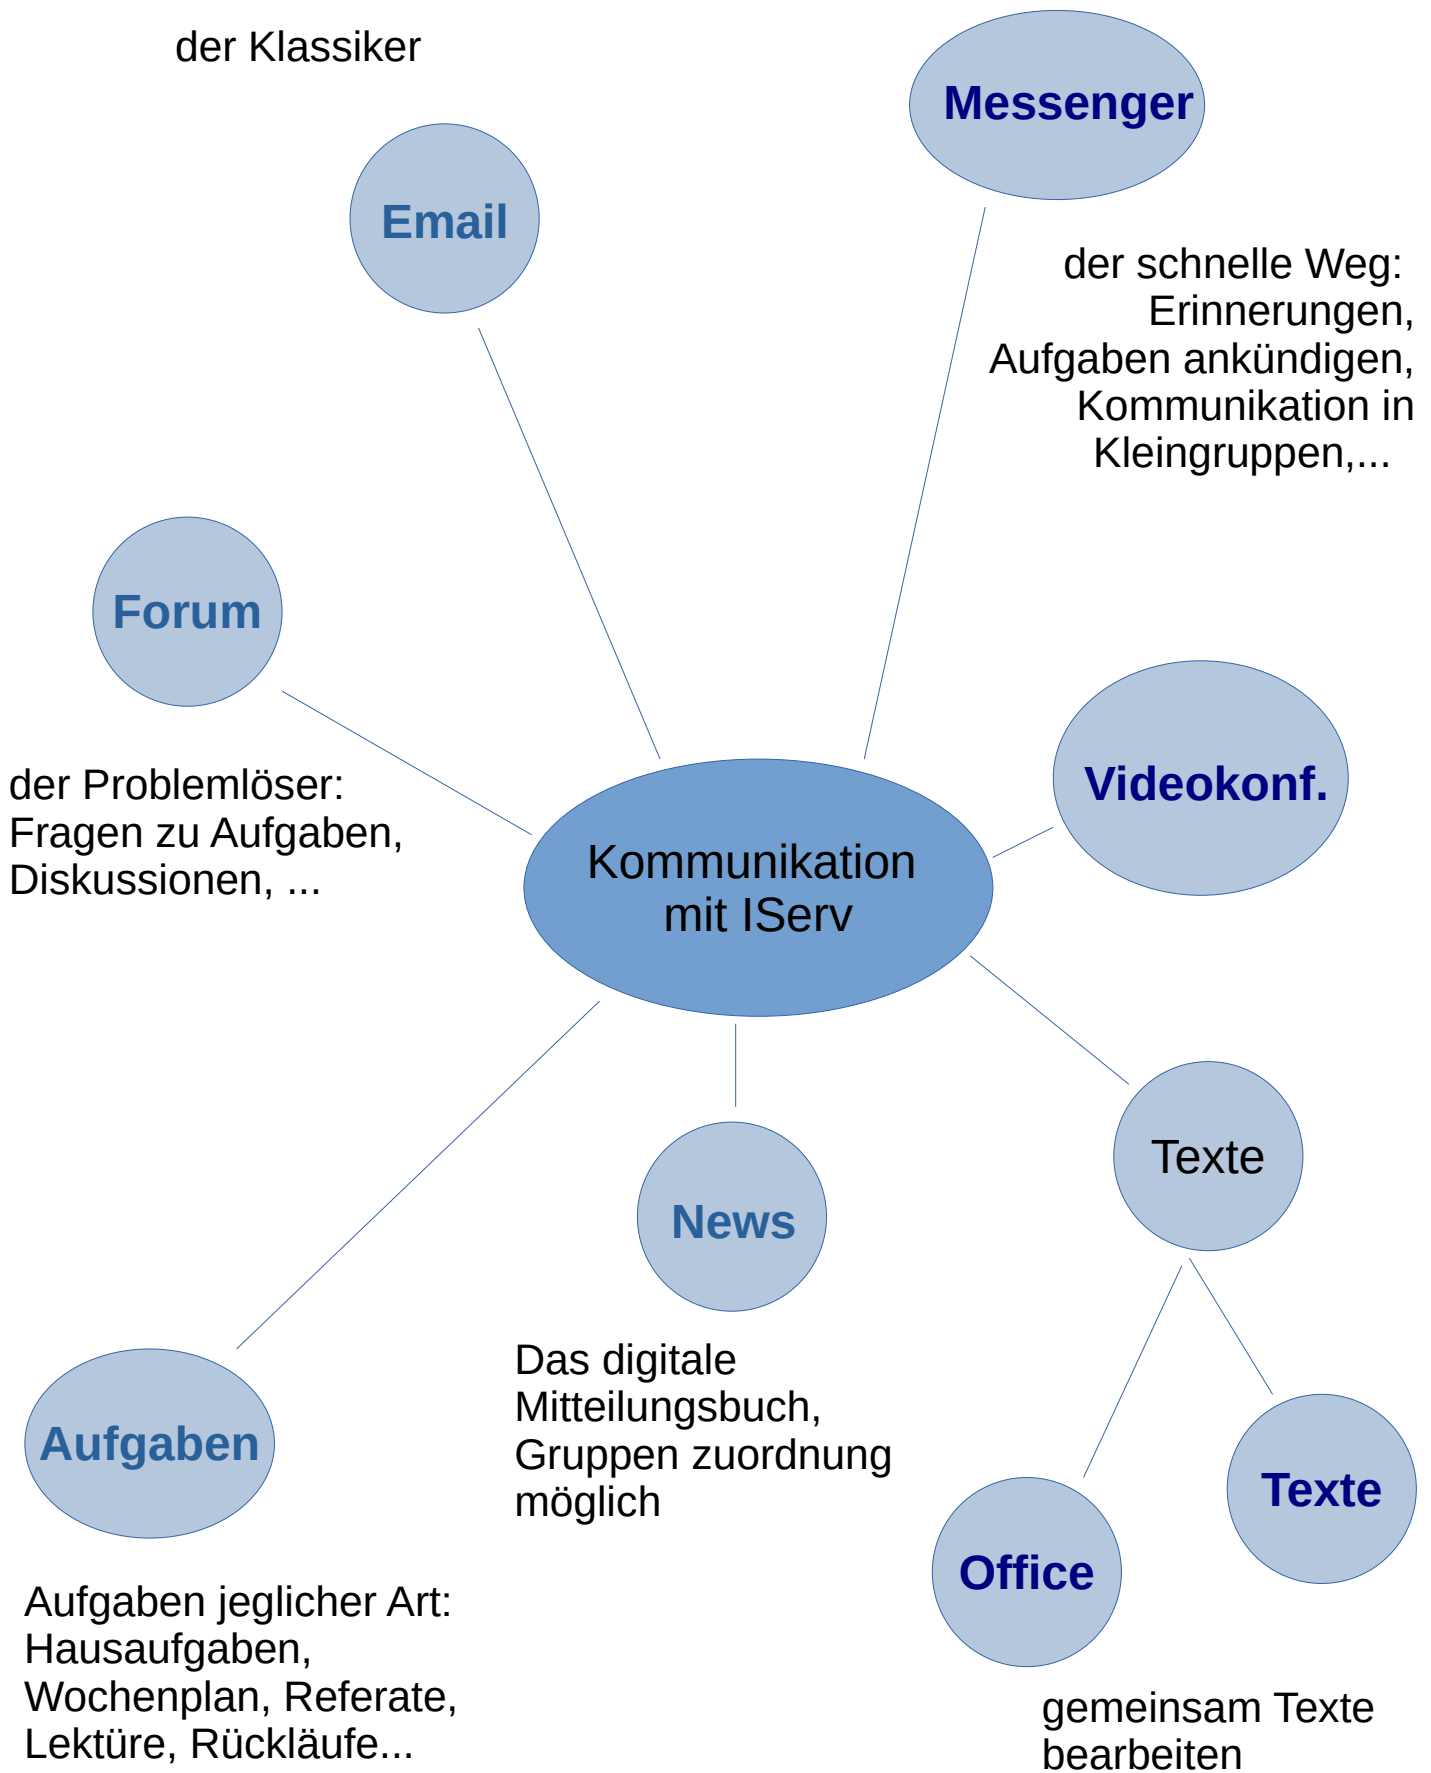 der Klassiker
Messenger
Email
der schnelle Weg:
Erinnerungen,
Aufgaben ankündigen,
Kommunikation in
Kleingruppen,...
Forum
Videokonf.
der Problemlöser:
Fragen zu Aufgaben,
Diskussionen, ...
Kommunikation
mit IServ
Texte
News
Das digitale
Mitteilungsbuch,
Gruppen zuordnung
möglich
Aufgaben
Texte
Office
Aufgaben jeglicher Art:
Hausaufgaben,
Wochenplan, Referate,
Lektüre, Rückläufe...
gemeinsam Texte
bearbeiten